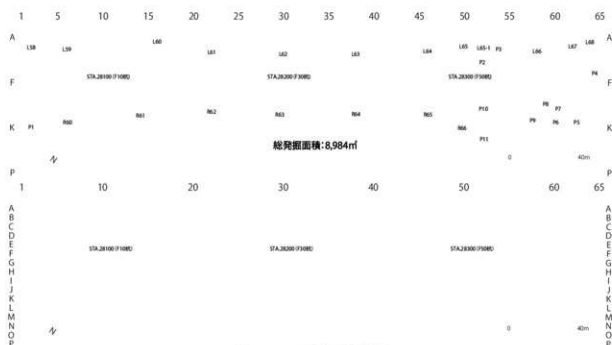 1 5 10 15 20 25 30 35 40 45 50 55 60 65
A A
L58 L59 L60 L61 L62 L63 L64 L65 L65-1 P3 L66 L67 L68
P2
STA.28100 (F10杭) STA.28200 (F30杭) STA.28300 (F50杭) P4
F F
P1 R60 R61 R62 R63 R64 R65 P10 P8 P7
K R66 P9 P6 P5 K
P11
総発掘面積:8,984㎡
N 0 40m
P P
1 10 20 30 40 50 60 65
A A
B B
C C
D D
E E
STA.28100 (F10杭) STA.28200 (F30杭) STA.28300 (F50杭)
F F
G G
H H
I I
J J
K K
L L
M M
N N
N 0 40m
O O
P P